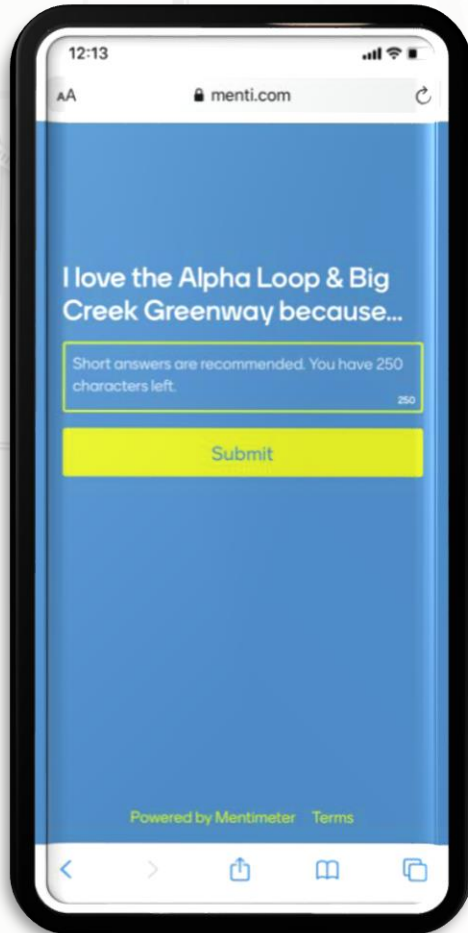 12:13
AA menti.com
I love the Alpha Loop & Big
Creek Greenway because...
Short answers are recommended. You have 250
characters left.
250
Submit
Powered by Mentimeter Terms